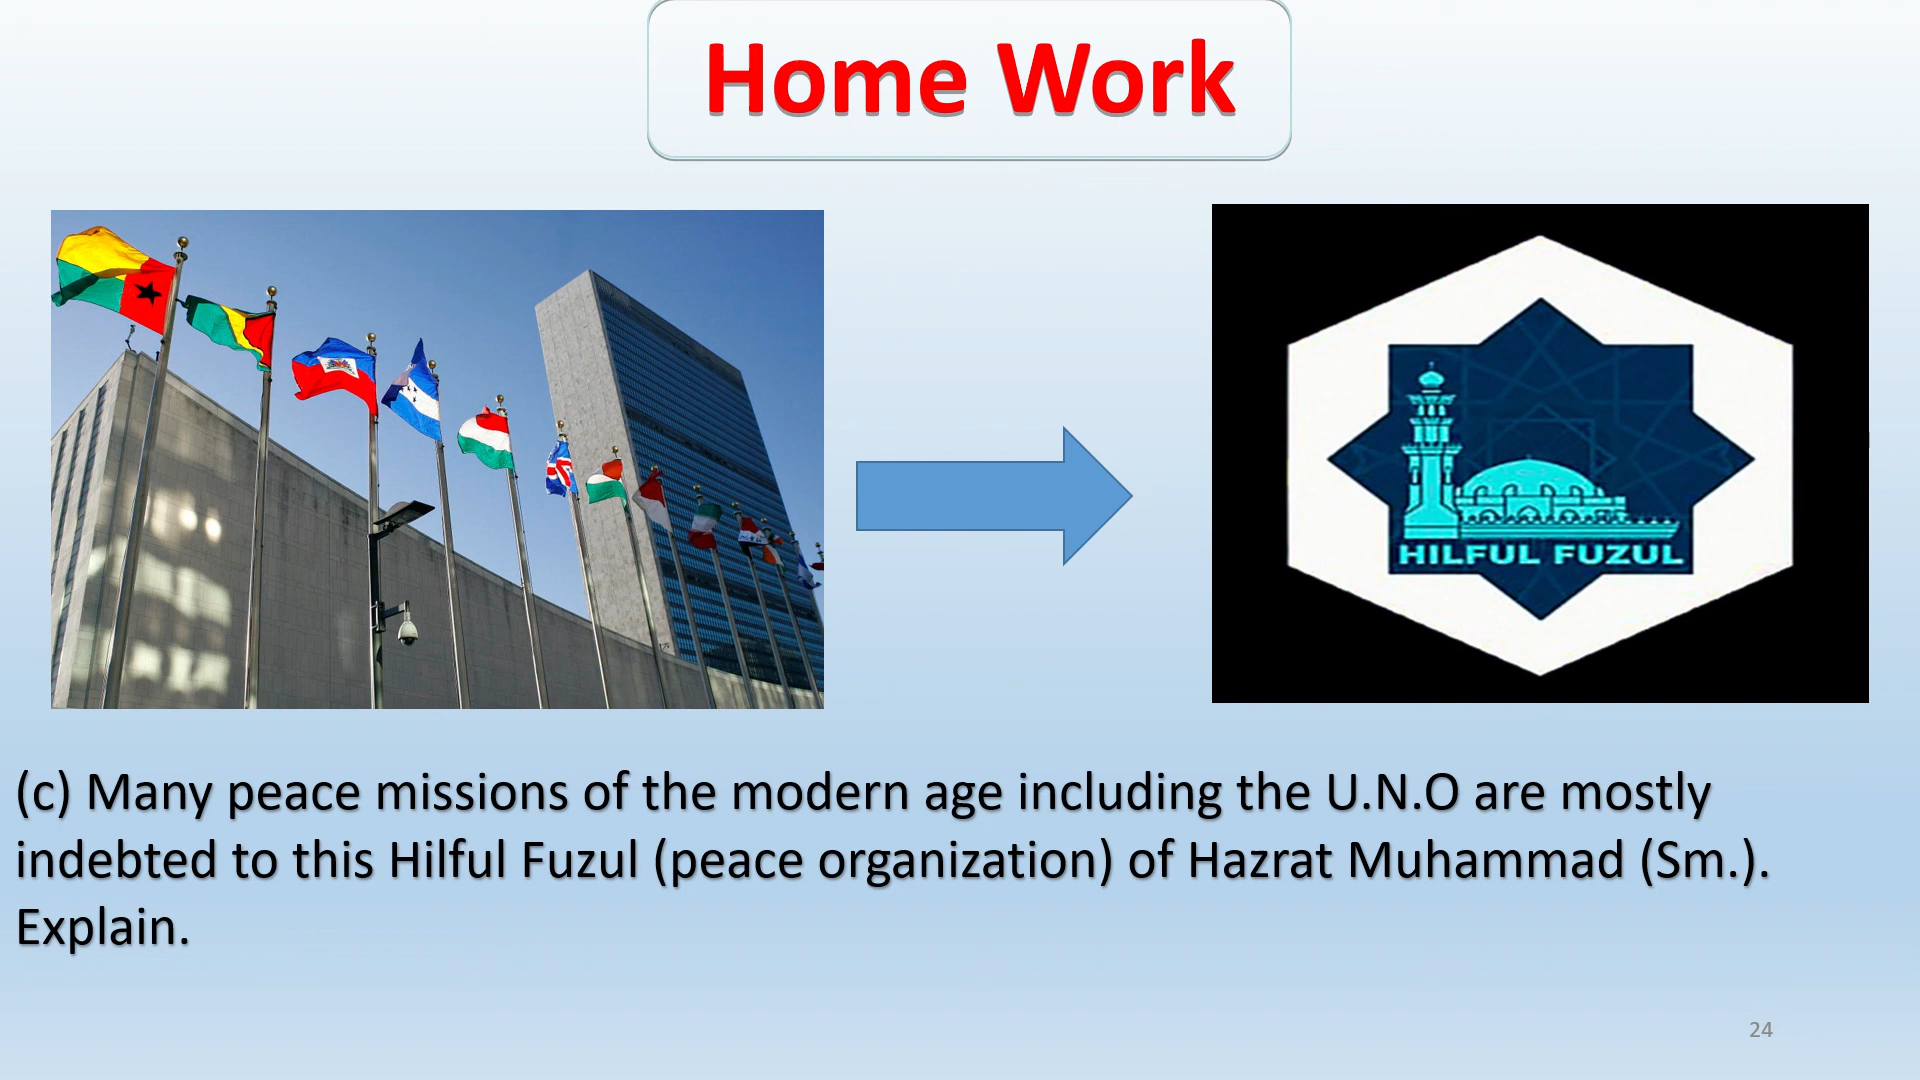 Home Work
HILFUL FUZUL
(c) Many peace missions of the modern age including the U.N.O are mostly
indebted to this Hilful Fuzul (peace organization) of Hazrat Muhammad (Sm.).
Explain.
24